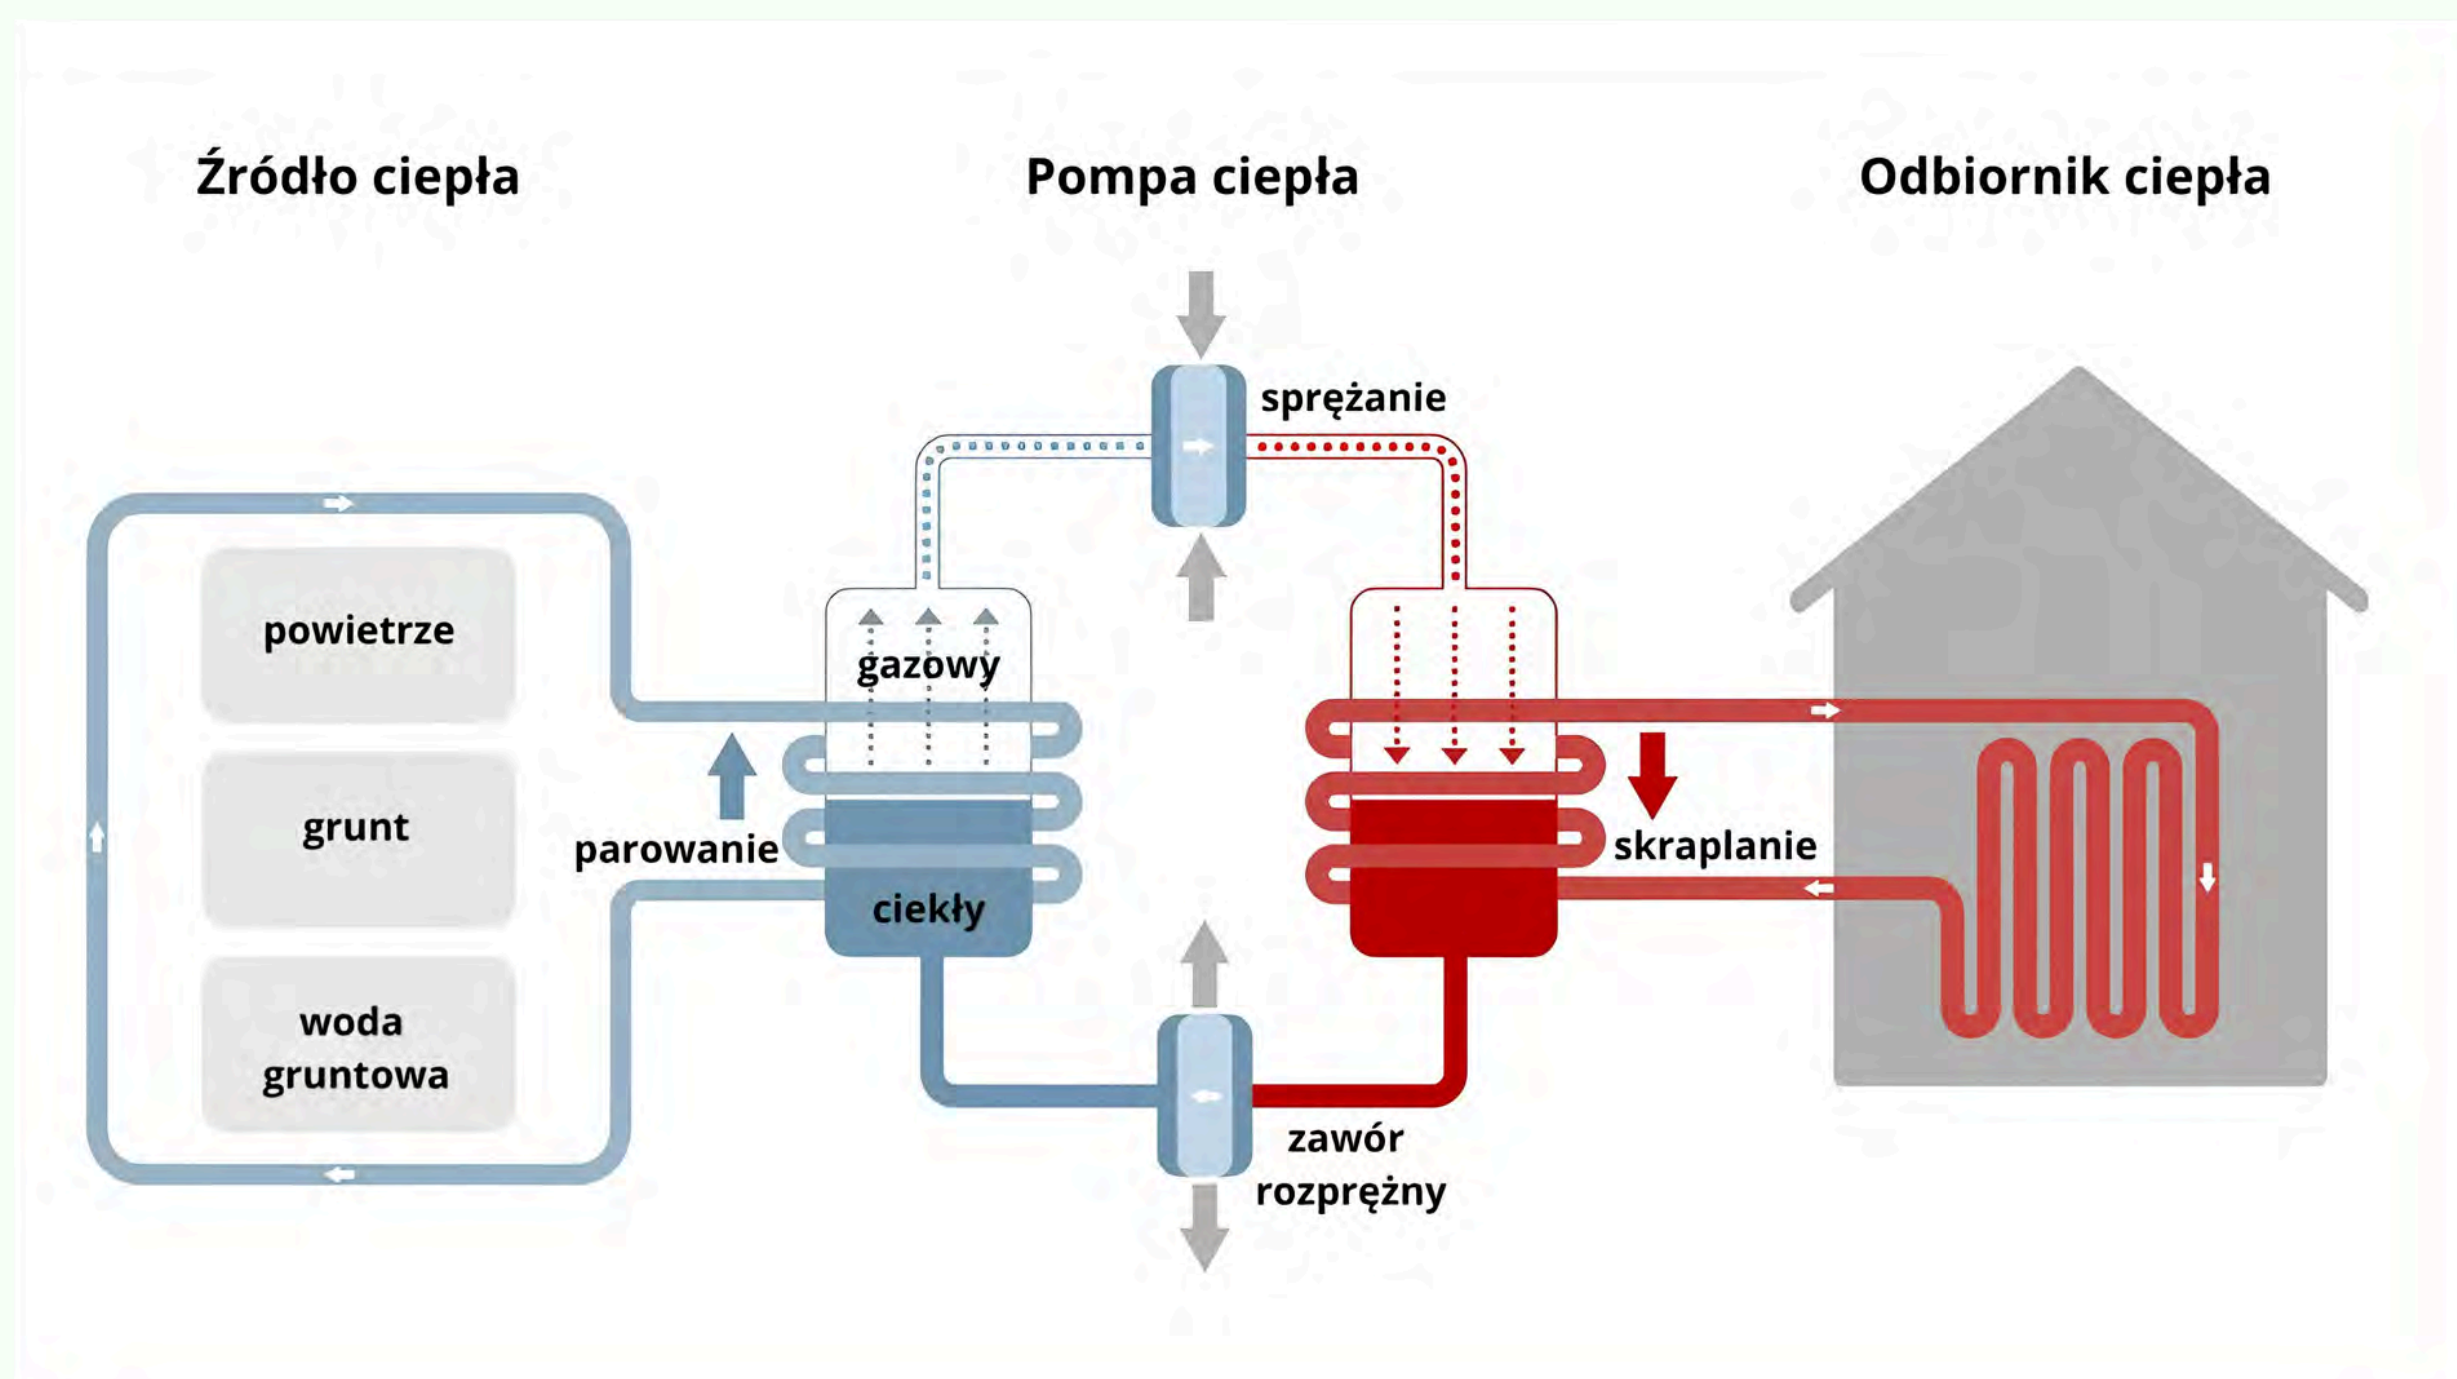 Źródło ciepła
Pompa ciepła
Odbiornik ciepła
sprężanie
powietrze
gazowy
grunt
parowanie
skraplanie
ciekły
woda
gruntowa
zawór
rozprężny